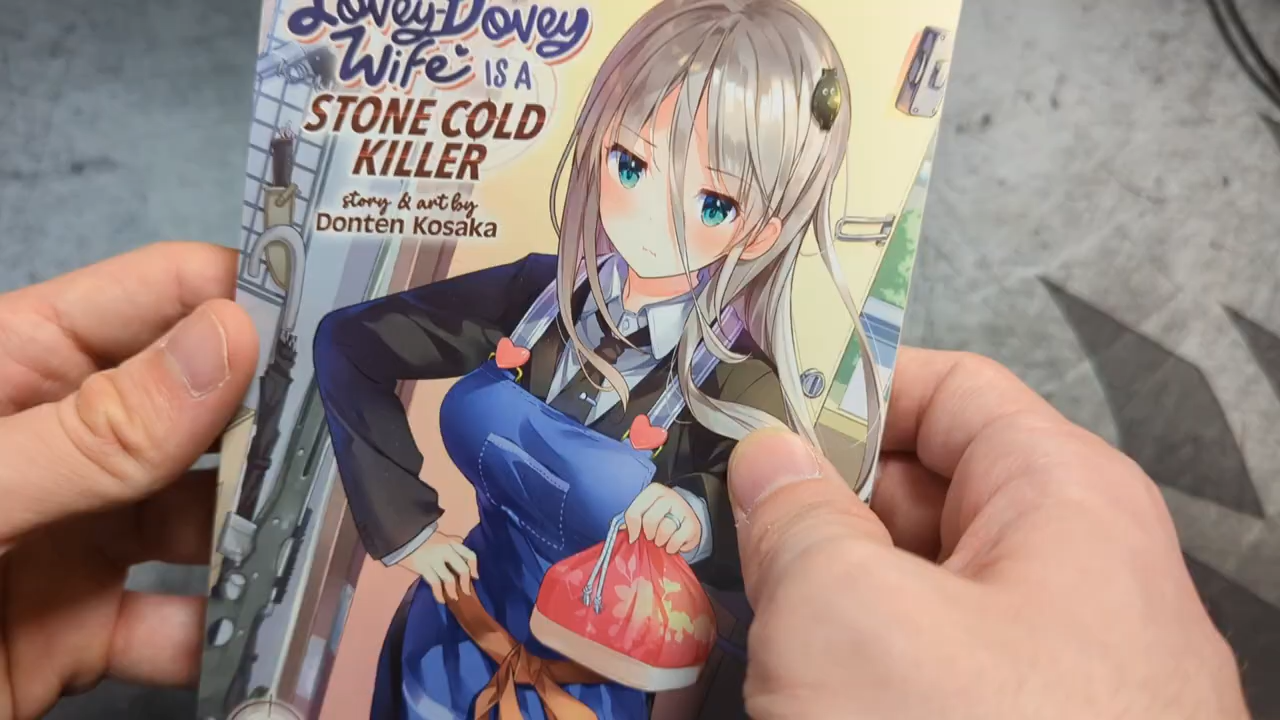 Lovey-Dovey
Wife IS A
STONE COLD
KILLER
story & art by
Donten Kosaka